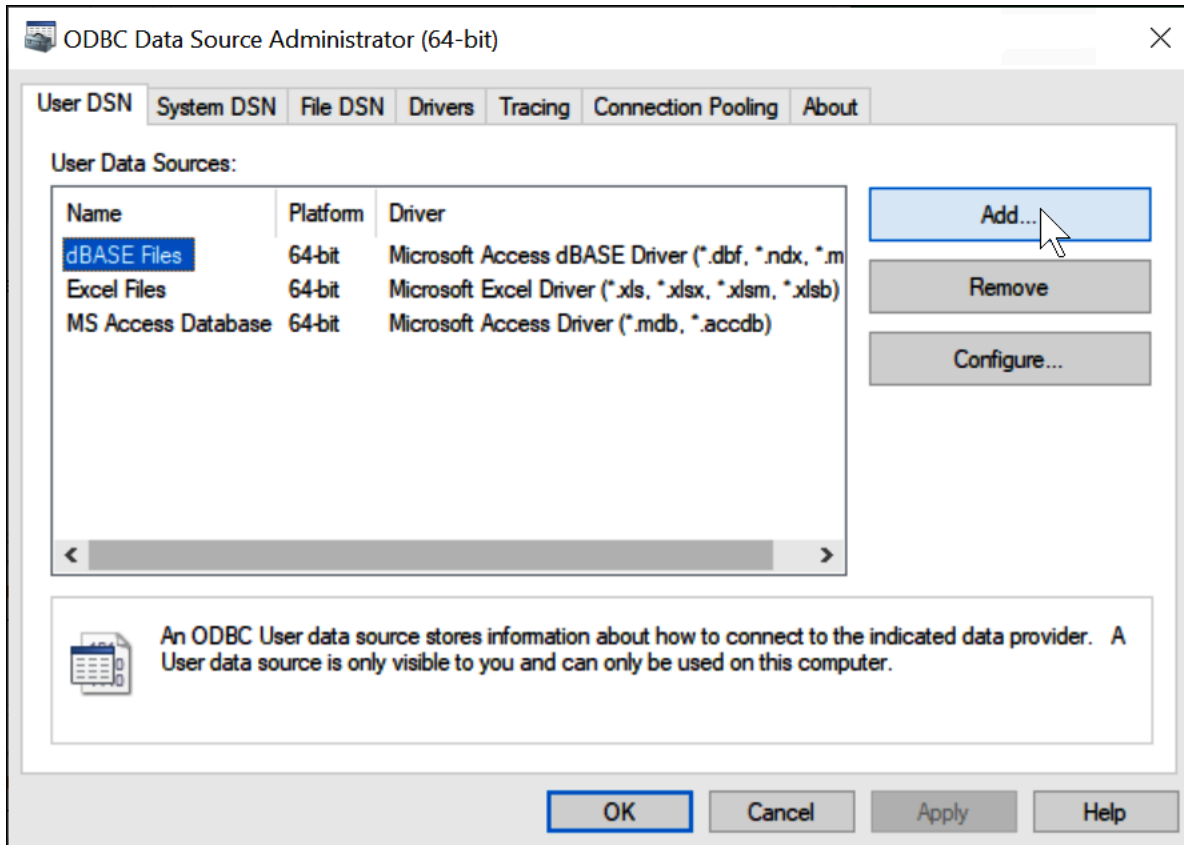 ODBC Data Source Administrator (64-bit)
User DSN System DSN File DSN Drivers Tracing Connection Pooling About
User Data Sources:
Name Platform Driver
dBASE Files 64-bit Microsoft Access dBASE Driver (*.dbf, *.ndx, *.m
Excel Files 64-bit Microsoft Excel Driver (*.xls, *.xlsx, *.xlsm, *.xlsb)
MS Access Database 64-bit Microsoft Access Driver (*.mdb, *.accdb)
Add...
Remove
Configure...
An ODBC User data source stores information about how to connect to the indicated data provider. A
User data source is only visible to you and can only be used on this computer.
OK Cancel Apply Help